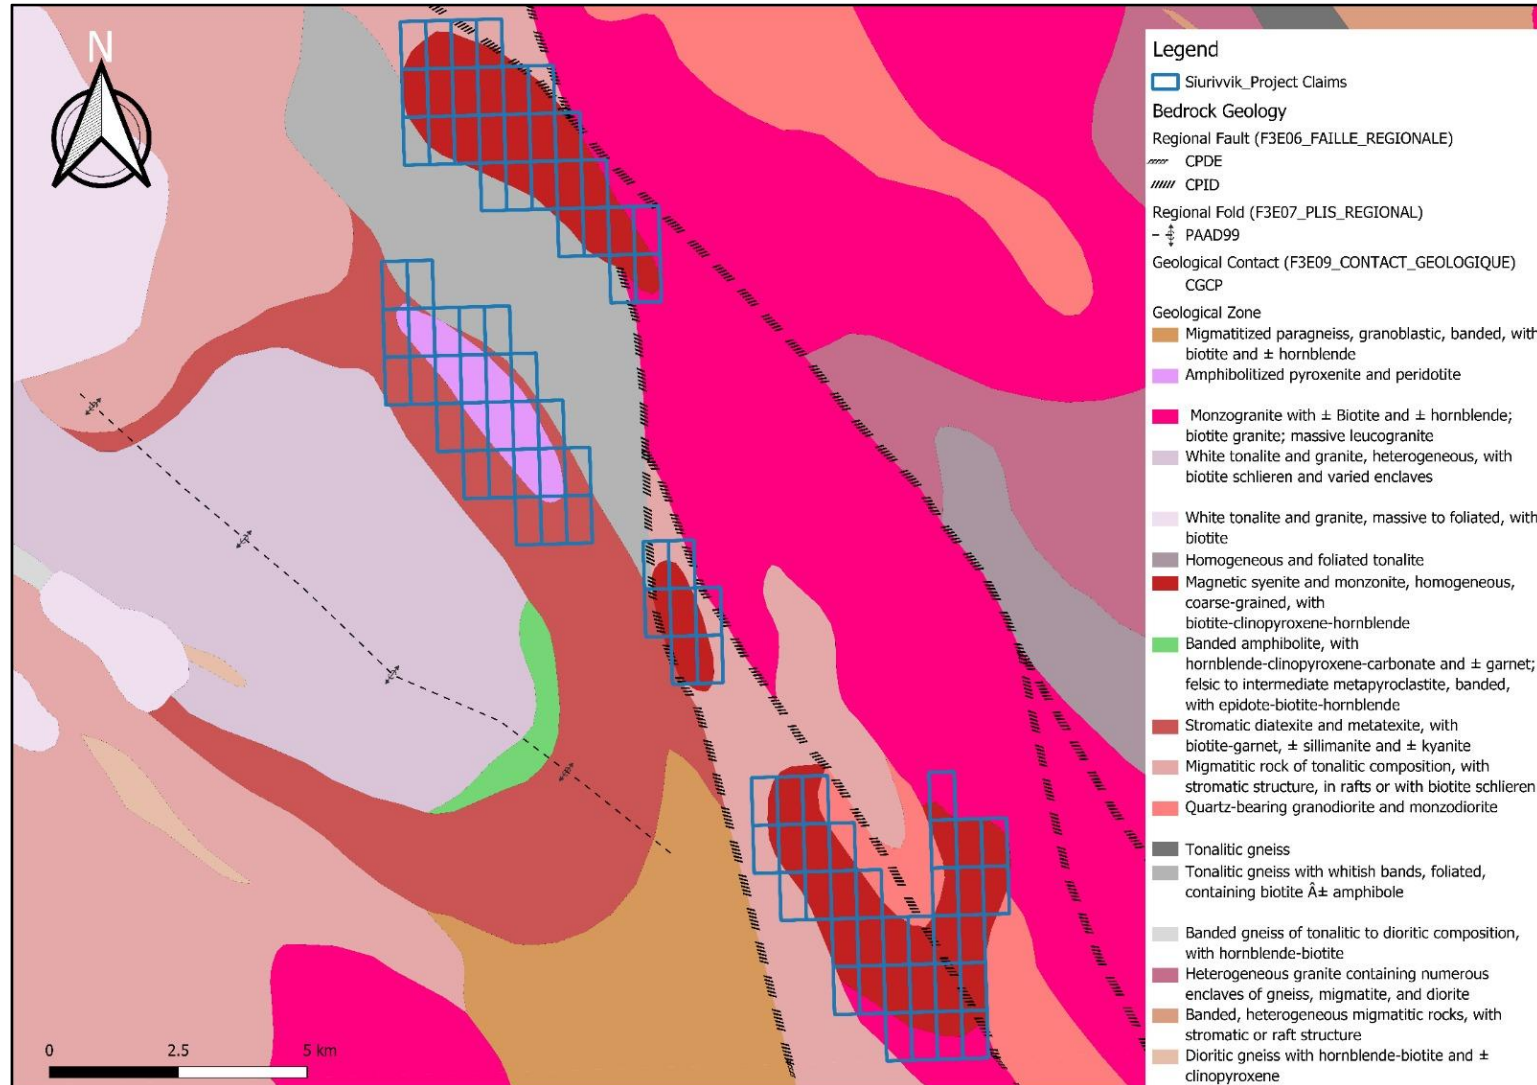 N
0 2.5 5 km
Legend
Siurivvik_Project Claims
Bedrock Geology
Regional Fault (F3E06_FAILLE_REGIONALE)
CPDE
CPID
Regional Fold (F3E07_PLIS_REGIONAL)
PAAD99
Geological Contact (F3E09_CONTACT_GEOLOGIQUE)
CGCP
Geological Zone
Migmatitized paragneiss, granoblastic, banded, with
biotite and ± hornblende
Amphibolitized pyroxenite and peridotite
Monzogranite with ± Biotite and ± hornblende;
biotite granite; massive leucogranite
White tonalite and granite, heterogeneous, with
biotite schlieren and varied enclaves
White tonalite and granite, massive to foliated, with
biotite
Homogeneous and foliated tonalite
Magnetic syenite and monzonite, homogeneous,
coarse-grained, with
biotite-clinopyroxene-hornblende
Banded amphibolite, with
hornblende-clinopyroxene-carbonate and ± garnet;
felsic to intermediate metapyroclastite, banded,
with epidote-biotite-hornblende
Stromatic diatexite and metatexite, with
biotite-garnet, ± sillimanite and ± kyanite
Migmatitic rock of tonalitic composition, with
stromatic structure, in rafts or with biotite schlieren
Quartz-bearing granodiorite and monzodiorite
Tonalitic gneiss
Tonalitic gneiss with whitish bands, foliated,
containing biotite Â± amphibole
Banded gneiss of tonalitic to dioritic composition,
with hornblende-biotite
Heterogeneous granite containing numerous
enclaves of gneiss, migmatite, and diorite
Banded, heterogeneous migmatitic rocks, with
stromatic or raft structure
Dioritic gneiss with hornblende-biotite and ±
clinopyroxene